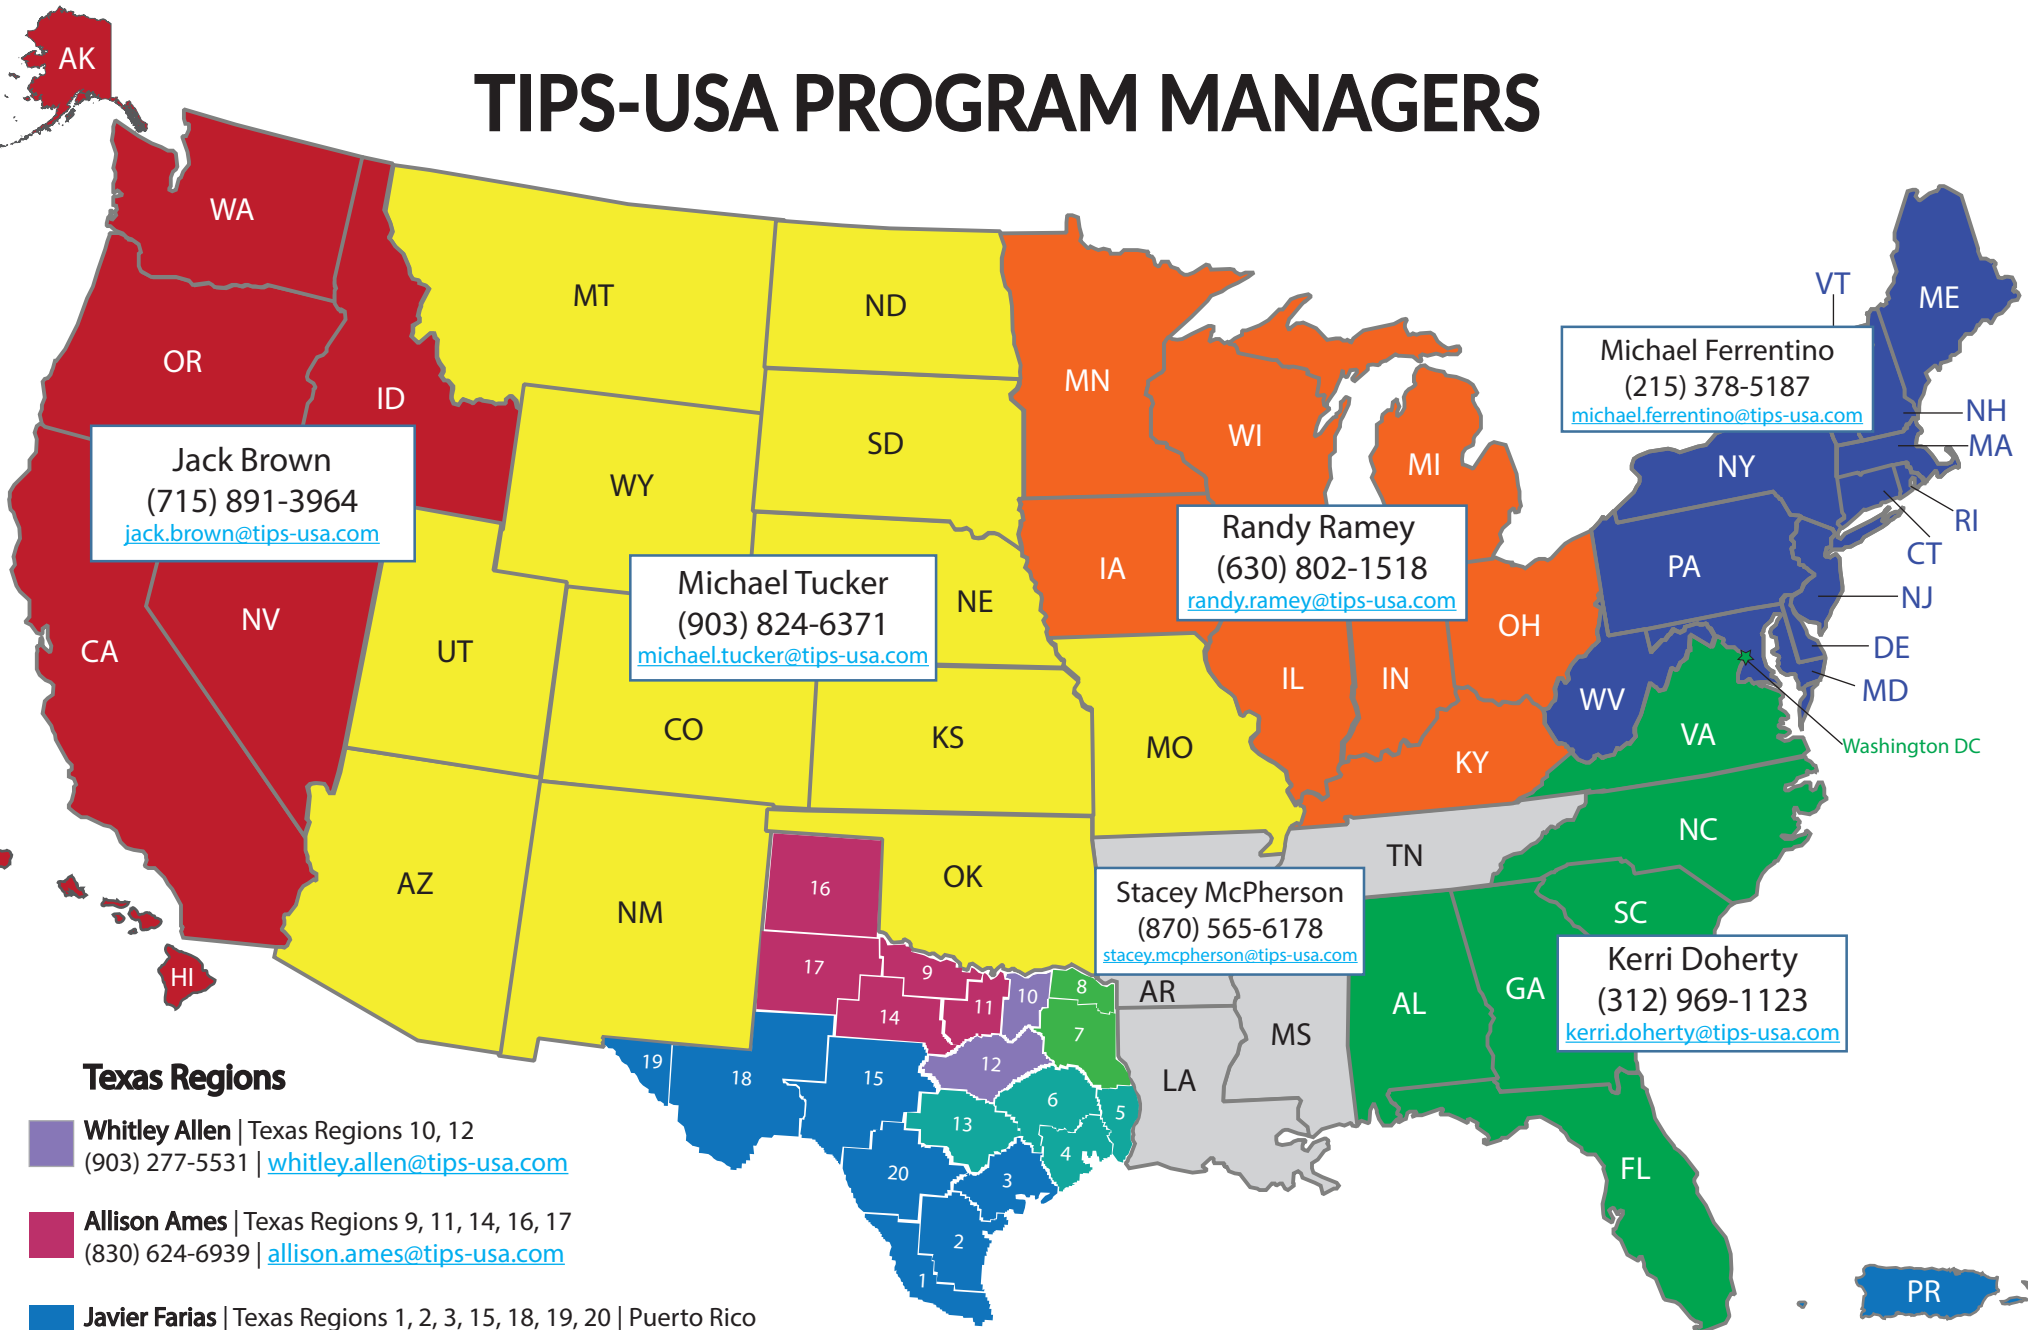 TIPS-USA PROGRAM MANAGERS
AK
WA
OR
ID
MT
ND
MN
VT
ME
Michael Ferrentino
(215) 378-5187
michael.ferrentino@tips-usa.com
NH
MA
NY
RI
CT
PA
NJ
DE
MD
WV
VA
Washington DC
Jack Brown
(715) 891-3964
jack.brown@tips-usa.com
WY
SD
WI
MI
Randy Ramey
(630) 802-1518
randy.ramey@tips-usa.com
IA
OH
Michael Tucker
(903) 824-6371
michael.tucker@tips-usa.com
NE
NV
CA
UT
CO
KS
MO
IL
IN
KY
NC
TN
AZ
NM
OK
Stacey McPherson
(870) 565-6178
stacey.mcpherson@tips-usa.com
SC
Kerri Doherty
(312) 969-1123
kerri.doherty@tips-usa.com
HI
AR
MS
AL
GA
LA
FL
PR
16
17
9
11
10
8
14
7
12
19
18
15
6
5
13
4
20
3
2
1
Texas Regions
Whitley Allen | Texas Regions 10, 12
(903) 277-5531 | whitley.allen@tips-usa.com
Allison Ames | Texas Regions 9, 11, 14, 16, 17
(830) 624-6939 | allison.ames@tips-usa.com
Javier Farias | Texas Regions 1, 2, 3, 15, 18, 19, 20 | Puerto Rico